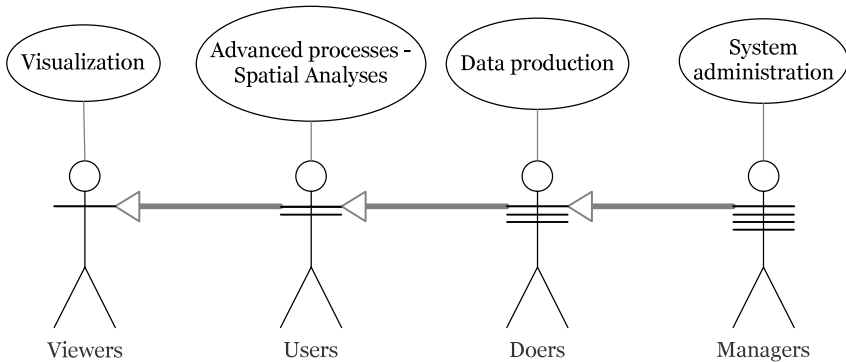 Visualization
Advanced processes -
Spatial Analyses
Data production
System
administration
Viewers
Users
Doers
Managers